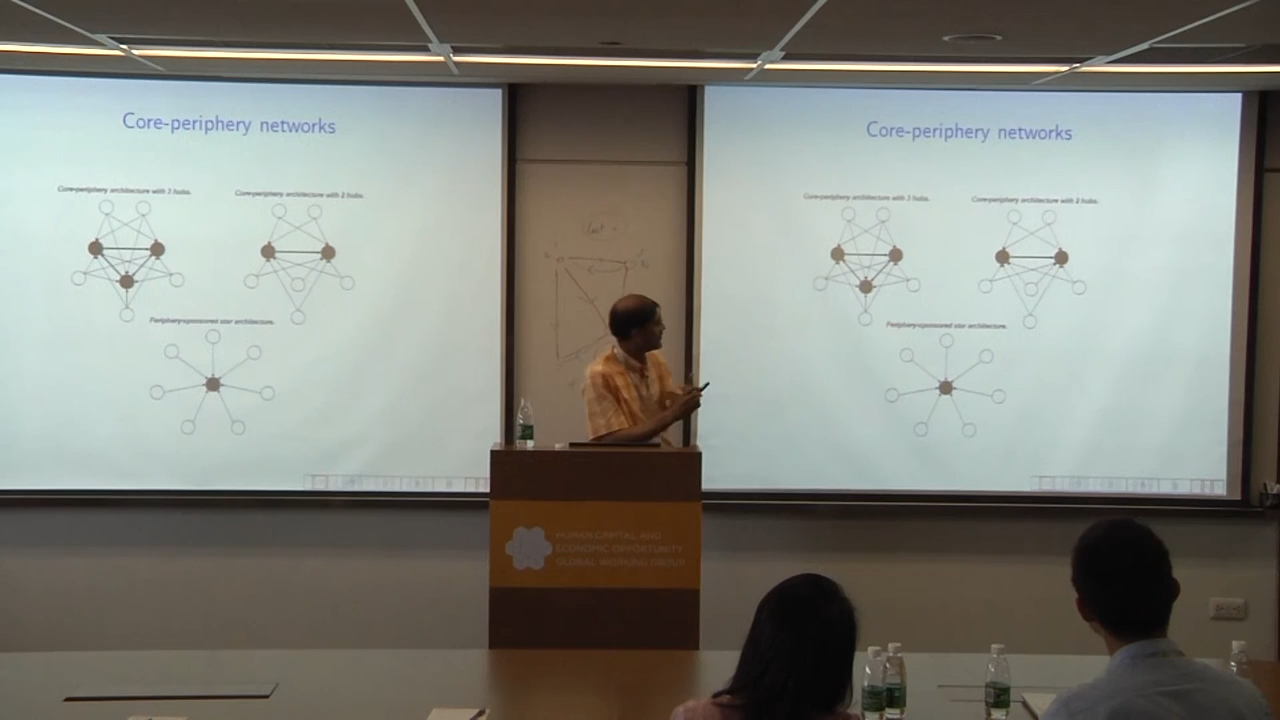 Core-periphery networks
Core-periphery architecture with 3 hubs.
Core-periphery architecture with 2 hubs.
Periphery-sponsored star architecture.
Core-periphery networks
Core-periphery architecture with 3 hubs.
Core-periphery architecture with 2 hubs.
Periphery-sponsored star architecture.
HUMAN CAPITAL AND
ECONOMIC OPPORTUNITY
GLOBAL WORKING GROUP